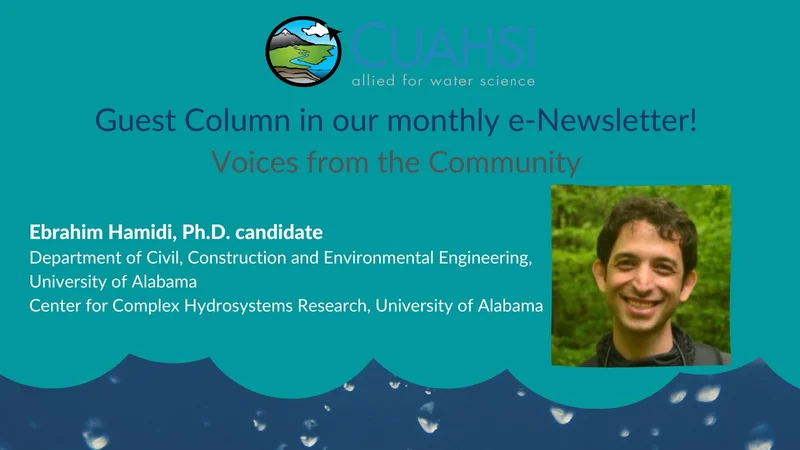 CUAHSI
allied for water science
Guest Column in our monthly e-Newsletter!
Voices from the Community
Ebrahim Hamidi, Ph.D. candidate
Department of Civil, Construction and Environmental Engineering,
University of Alabama
Center for Complex Hydrosystems Research, University of Alabama